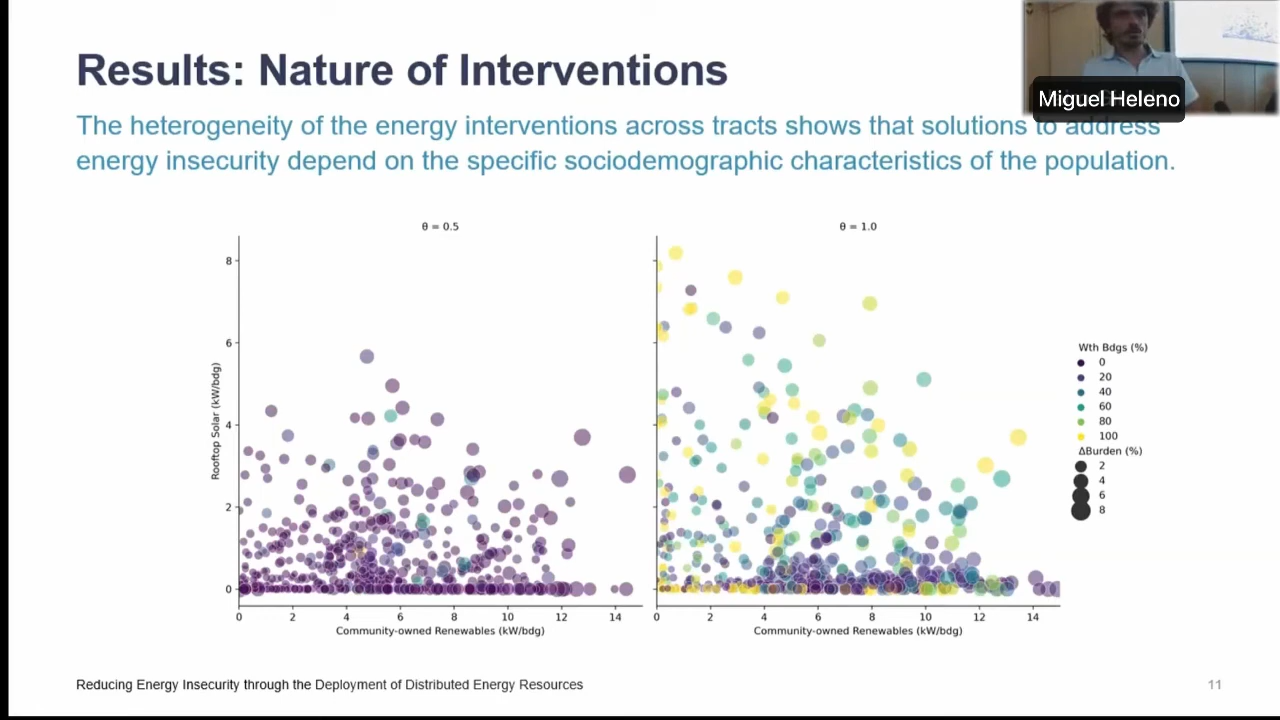 Results: Nature of Interventions
Miguel Heleno
The heterogeneity of the energy interventions across tracts shows that solutions to address
energy insecurity depend on the specific sociodemographic characteristics of the population.
θ = 0.5
θ = 1.0
8
6
4
2
0
Rooftop Solar (kW/bdg)
0 2 4 6 8 10 12 14
Community-owned Renewables (kW/bdg)
0 2 4 6 8 10 12 14
Community-owned Renewables (kW/bdg)
Wth Bdgs (%)
0
20
40
60
80
100
ΔBurden (%)
2
4
6
8
Reducing Energy Insecurity through the Deployment of Distributed Energy Resources
11